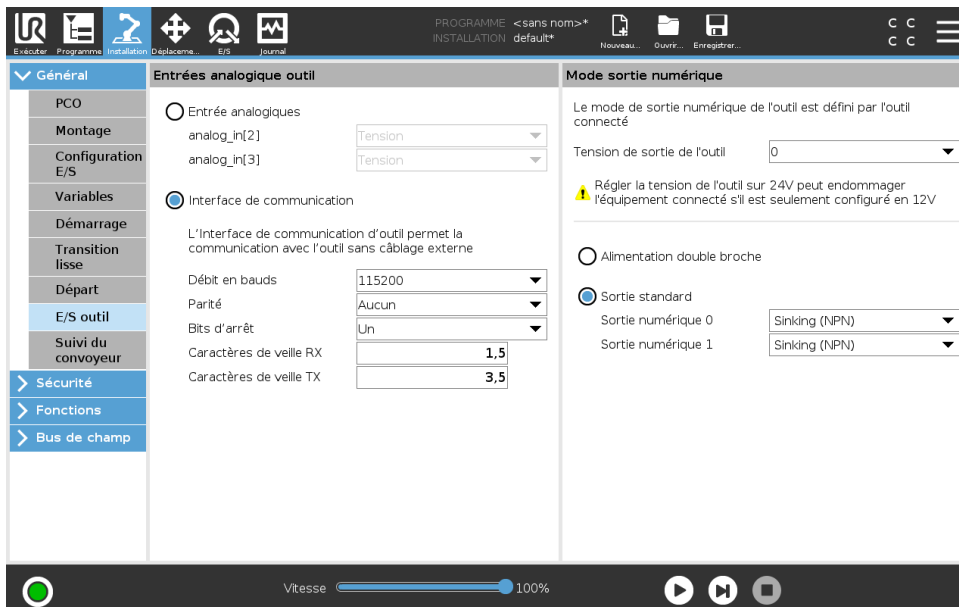 PROGRAMME <sans nom>*
INSTALLATION default*
UR
Exécuter
Programme
Installation
Déplaceme...
E/S
Journal
Nouveau...
Ouvrir...
Enregistrer...
C C
C C
Général
PCO
Montage
Configuration
E/S
Variables
Démarrage
Transition
lisse
Départ
E/S outil
Suivi du
convoyeur
Sécurité
Fonctions
Bus de champ
Entrées analogique outil
Entrée analogiques
analog_in[2] Tension
analog_in[3] Tension
Interface de communication
L'Interface de communication d'outil permet la
communication avec l'outil sans câblage externe
Débit en bauds 115200
Parité Aucun
Bits d'arrêt Un
Caractères de veille RX 1,5
Caractères de veille TX 3,5
Mode sortie numérique
Le mode de sortie numérique de l'outil est défini par l'outil
connecté
Tension de sortie de l'outil 0
Régler la tension de l'outil sur 24V peut endommager
l'équipement connecté s'il est seulement configuré en 12V
Alimentation double broche
Sortie standard
Sortie numérique 0 Sinking (NPN)
Sortie numérique 1 Sinking (NPN)
Vitesse 100%